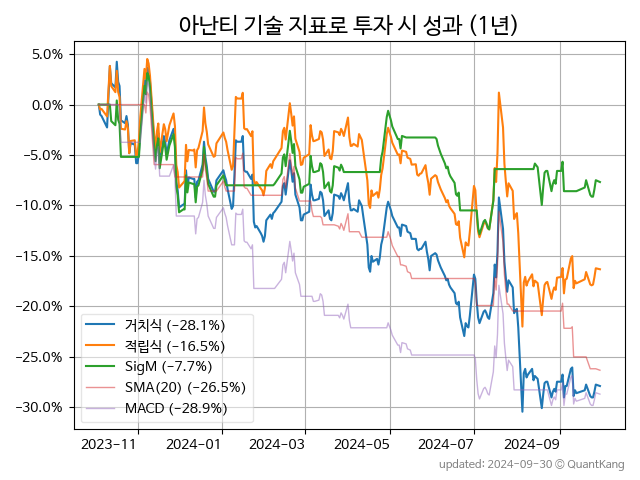 아난티 기술 지표로 투자 시 성과 (1년)
5.0%
0.0%
−5.0%
−10.0%
−15.0%
−20.0%
−25.0%
−30.0%
거치식 (−28.1%)
적립식 (−16.5%)
SigM (−7.7%)
SMA(20) (−26.5%)
MACD (−28.9%)
2023−11
2024−01
2024−03
2024−05
2024−07
2024−09
updated: 2024−09−30 © QuantKang